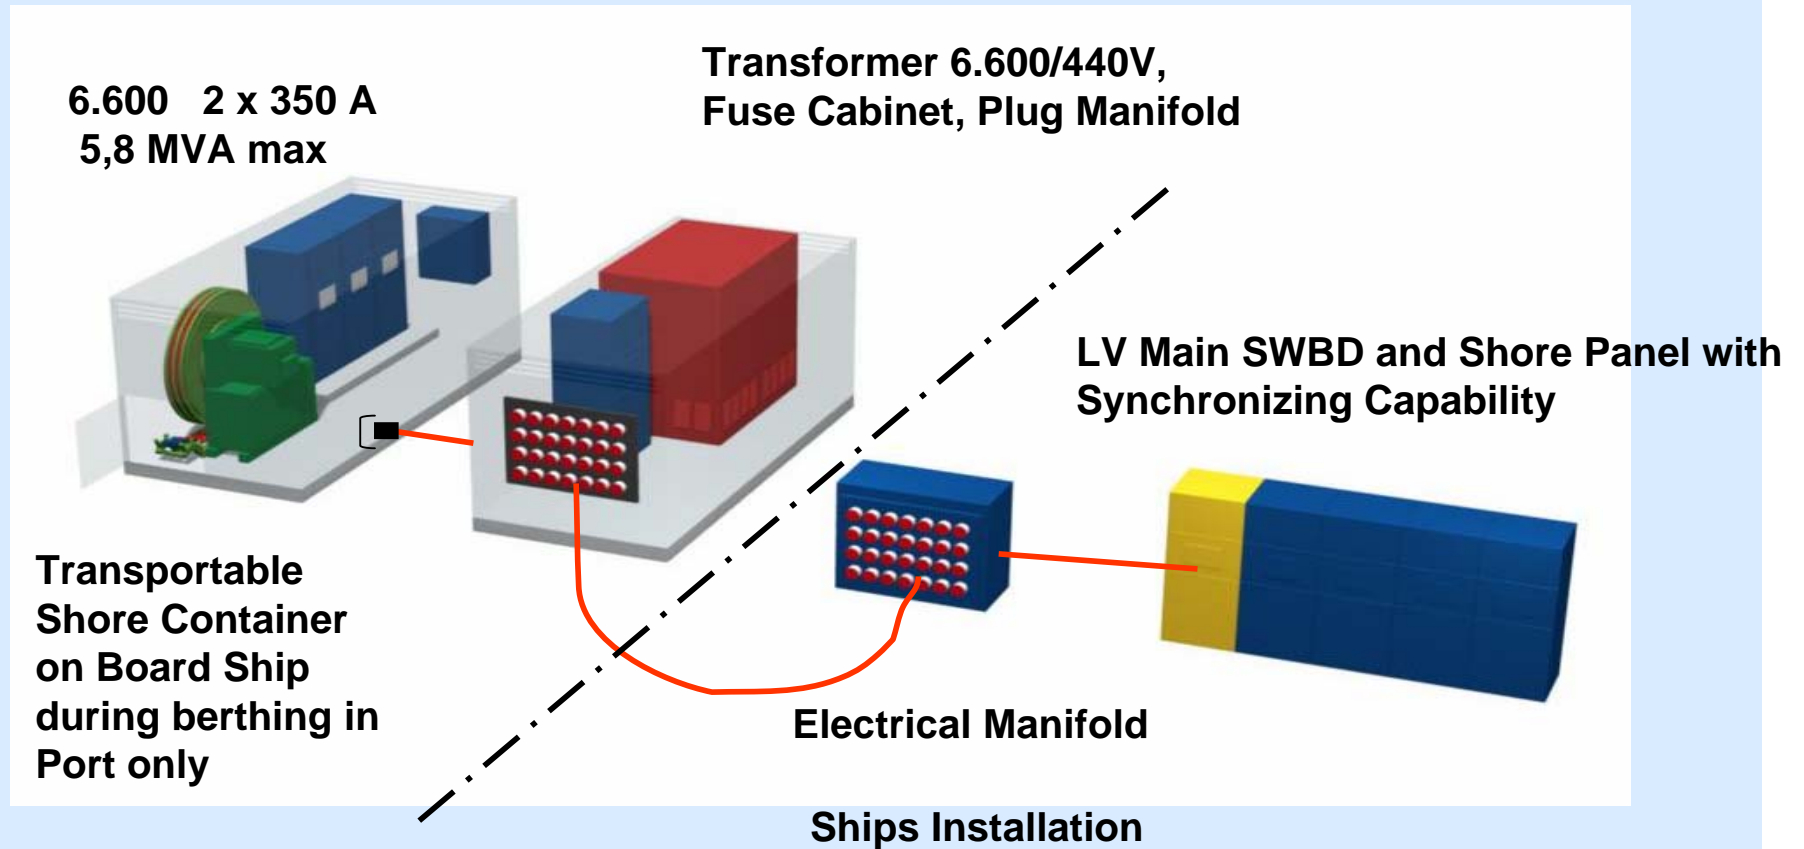 6.600 2 x 350 A
5,8 MVA max
Transformer 6.600/440V,
Fuse Cabinet, Plug Manifold
LV Main SWBD and Shore Panel with
Synchronizing Capability
Transportable
Shore Container
on Board Ship
during berthing in
Port only
Electrical Manifold
Ships Installation